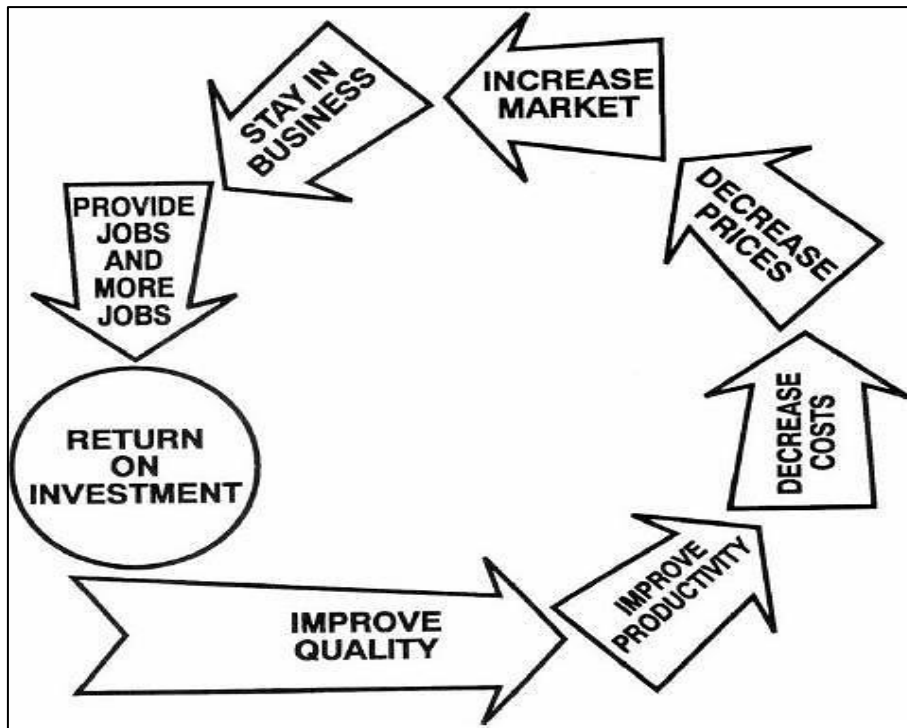 STAY IN
BUSINESS
INCREASE
MARKET
DECREASE
PRICES
PROVIDE
JOBS
AND
MORE
JOBS
DECREASE
COSTS
RETURN
ON
INVESTMENT
IMPROVE
PRODUCTIVITY
IMPROVE
QUALITY